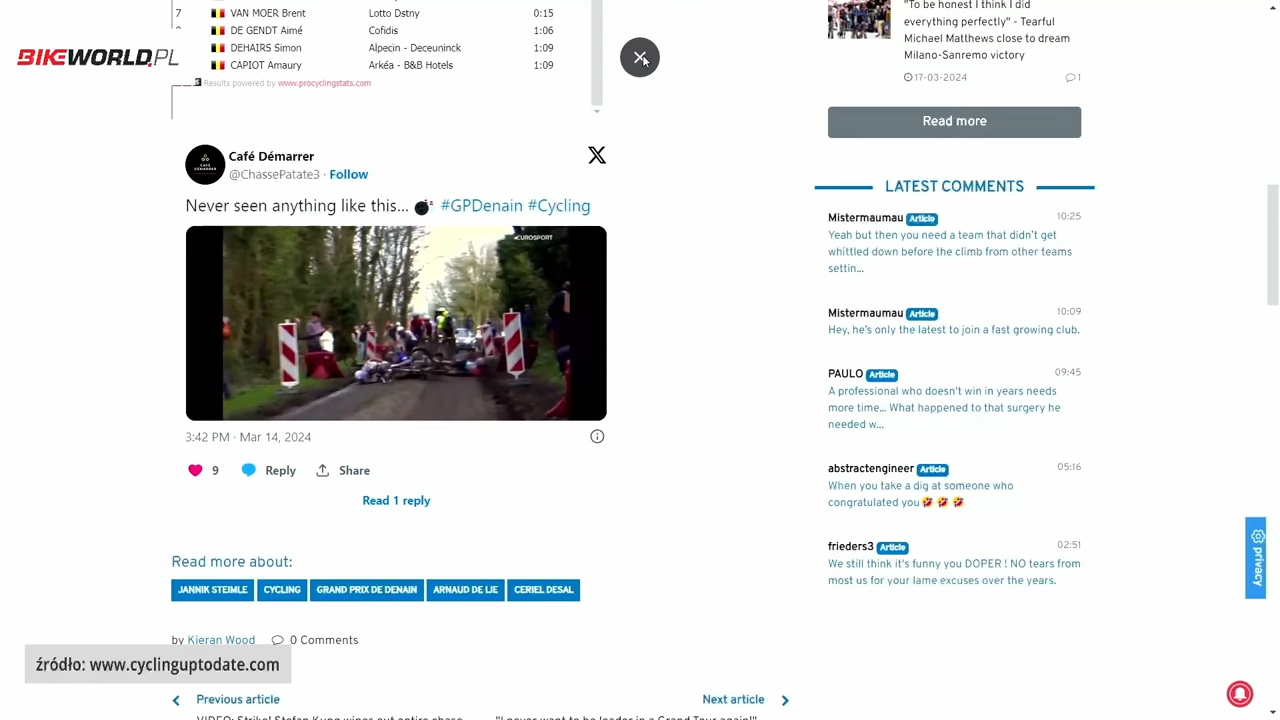 BIKEWORLD.PL
7 VAN MOER Brent Lotto Dstny 0:15
DE GENDT Aimé Cofidis 1:06
DEHAIRS Simon Alpecin - Deceuninck 1:09
CAPIOT Amaury Arkéa - B&B Hotels 1:09
Results powered by www.procyclingstats.com
Café Démarrer
@ChassePatate3 · Follow
Never seen anything like this... #GPDenain #Cycling
EUROSPORT
3:42 PM · Mar 14, 2024
9 Reply Share
Read 1 reply
Read more about:
JANNIK STEIMLE CYCLING GRAND PRIX DE DENAIN ARNAUD DE LIE CERIEL DESAL
by Kieran Wood 0 Comments
źródło: www.cyclinguptodate.com
Previous article Next article
VIDEO: Strike! Stefan Kung wipes out entire chase "I never want to be leader in a Grand Tour again!"
"To be honest I think I did
everything perfectly" - Tearful
Michael Matthews close to dream
Milano-Sanremo victory
17-03-2024 1
Read more
LATEST COMMENTS
Mistermaumau Article 10:25
Yeah but then you need a team that didn't get
whittled down before the climb from other teams
settin...
Mistermaumau Article 10:09
Hey, he's only the latest to join a fast growing club.
PAULO Article 09:45
A professional who doesn't win in years needs
more time... What happened to that surgery he
needed w...
abstractengineer Article 05:16
When you take a dig at someone who
congratulated you 🤣 🤣 🤣
frieders3 Article 02:51
We still think it's funny you DOPER ! NO tears from
most us for your lame excuses over the years.
privacy